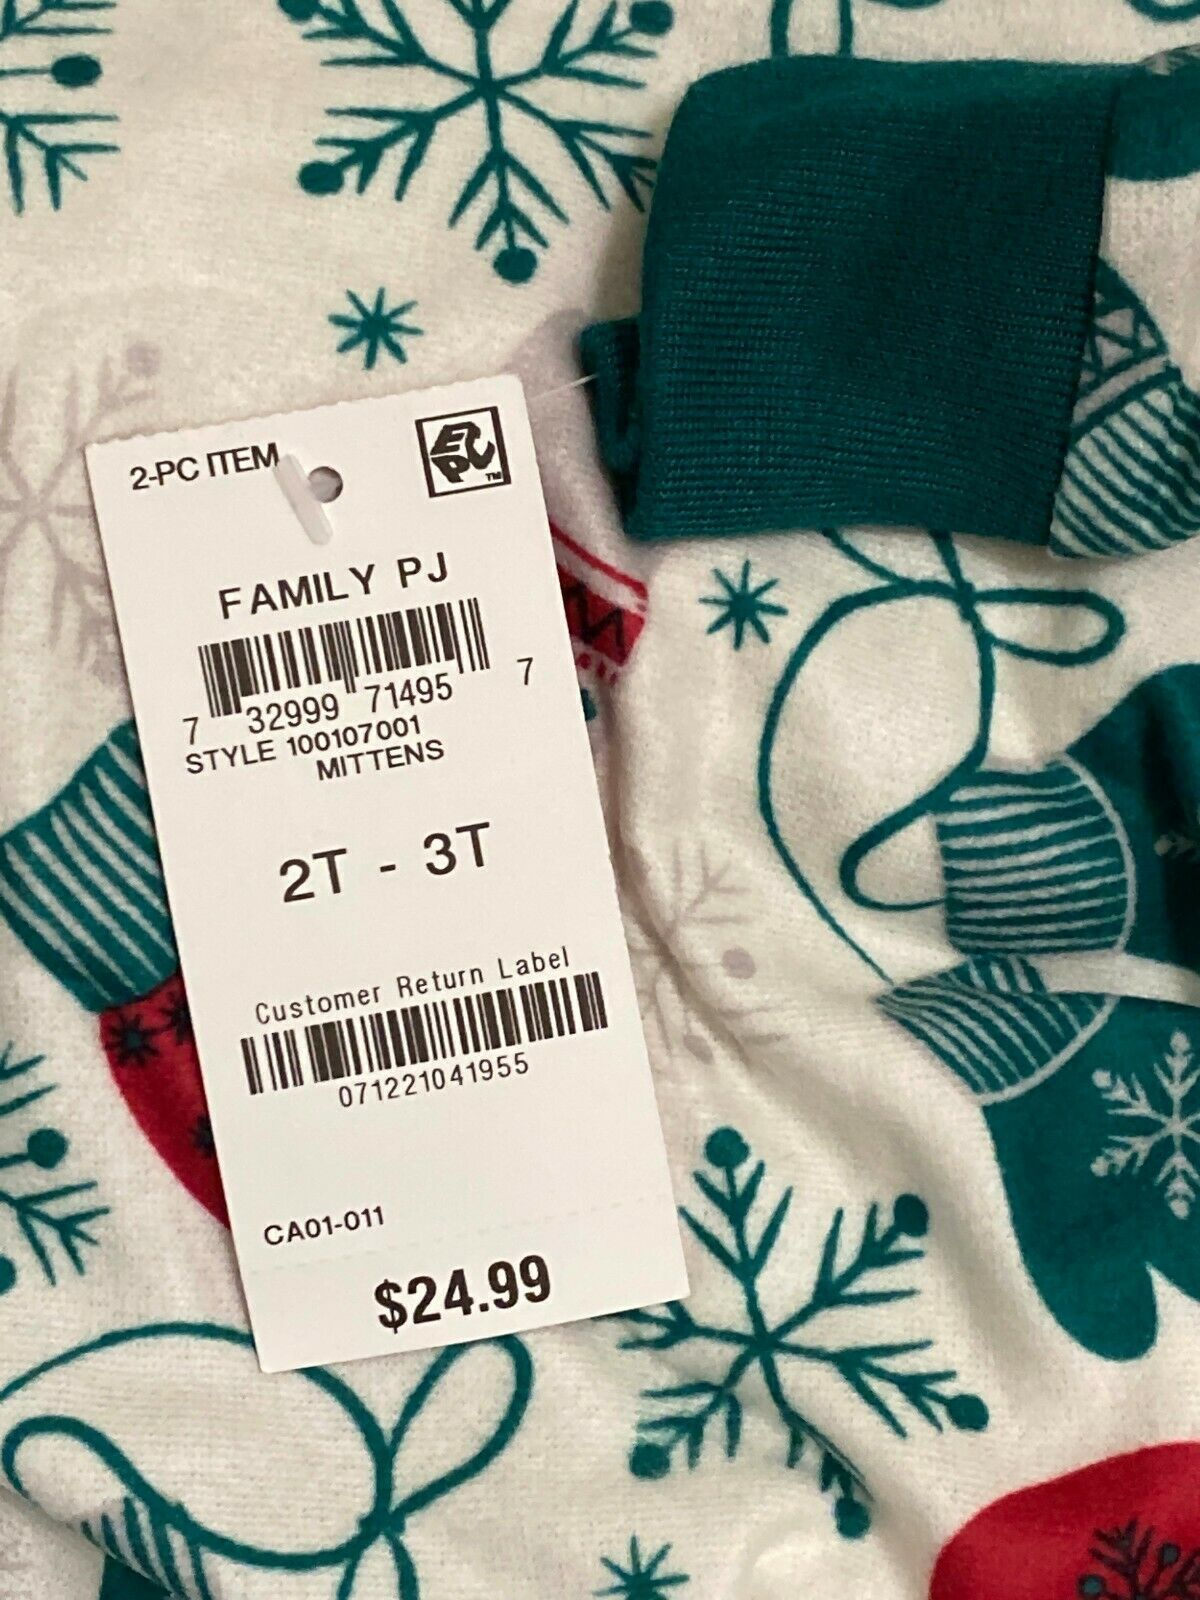 2-PC ITEM
EPC™
FAMILY PJ
7 32999 71495 7
STYLE 100107001
MITTENS
2T - 3T
Customer Return Label
071221041955
CA01-011
$24.99